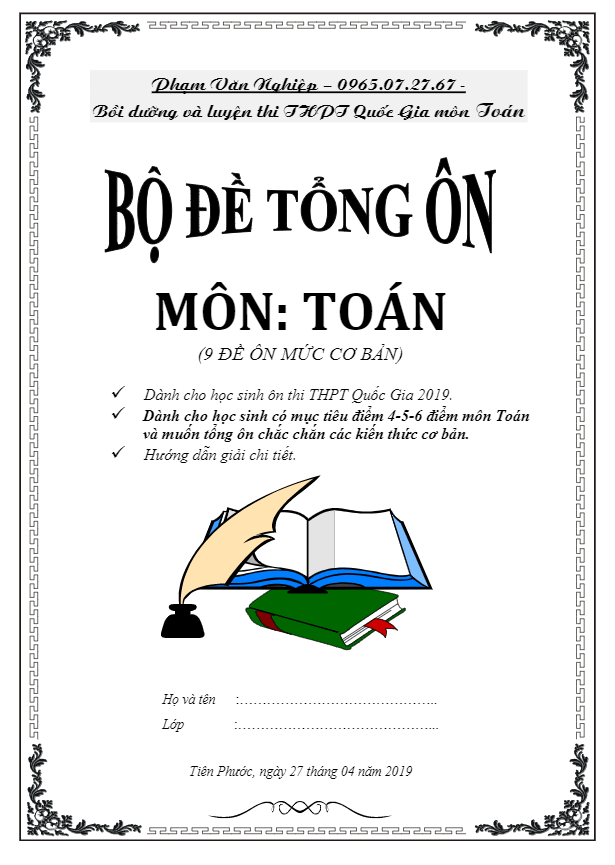 Phạm Văn Nghiệp – 0965.07.27.67 -
Bồi dưỡng và luyện thi THPT Quốc Gia môn Toán
BỘ ĐỀ TỔNG ÔN
MÔN: TOÁN
(9 ĐỀ ÔN MỨC CƠ BẢN)
✓ Dành cho học sinh ôn thi THPT Quốc Gia 2019.
✓ Dành cho học sinh có mục tiêu điểm 4-5-6 điểm môn Toán
và muốn tổng ôn chắc chắn các kiến thức cơ bản.
✓ Hướng dẫn giải chi tiết.
Họ và tên :……………………………………..
Lớp :……………………………………...
Tiên Phước, ngày 27 tháng 04 năm 2019